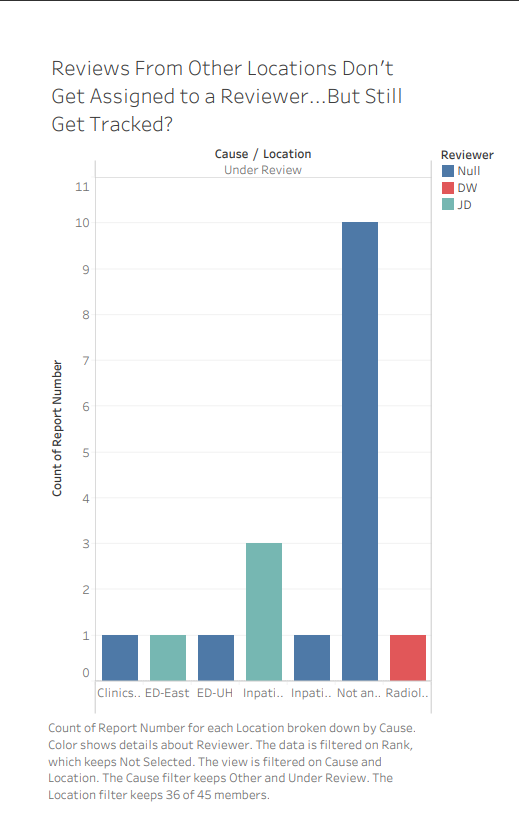 Reviews From Other Locations Don't
Get Assigned to a Reviewer...But Still
Get Tracked?
Cause / Location
Under Review
Reviewer
Null
DW
JD
Count of Report Number
11
10
9
8
7
6
5
4
3
2
1
0
Clinics.. ED-East ED-UH Inpati.. Inpati.. Not an.. Radiol..
Count of Report Number for each Location broken down by Cause.
Color shows details about Reviewer. The data is filtered on Rank,
which keeps Not Selected. The view is filtered on Cause and
Location. The Cause filter keeps Other and Under Review. The
Location filter keeps 36 of 45 members.